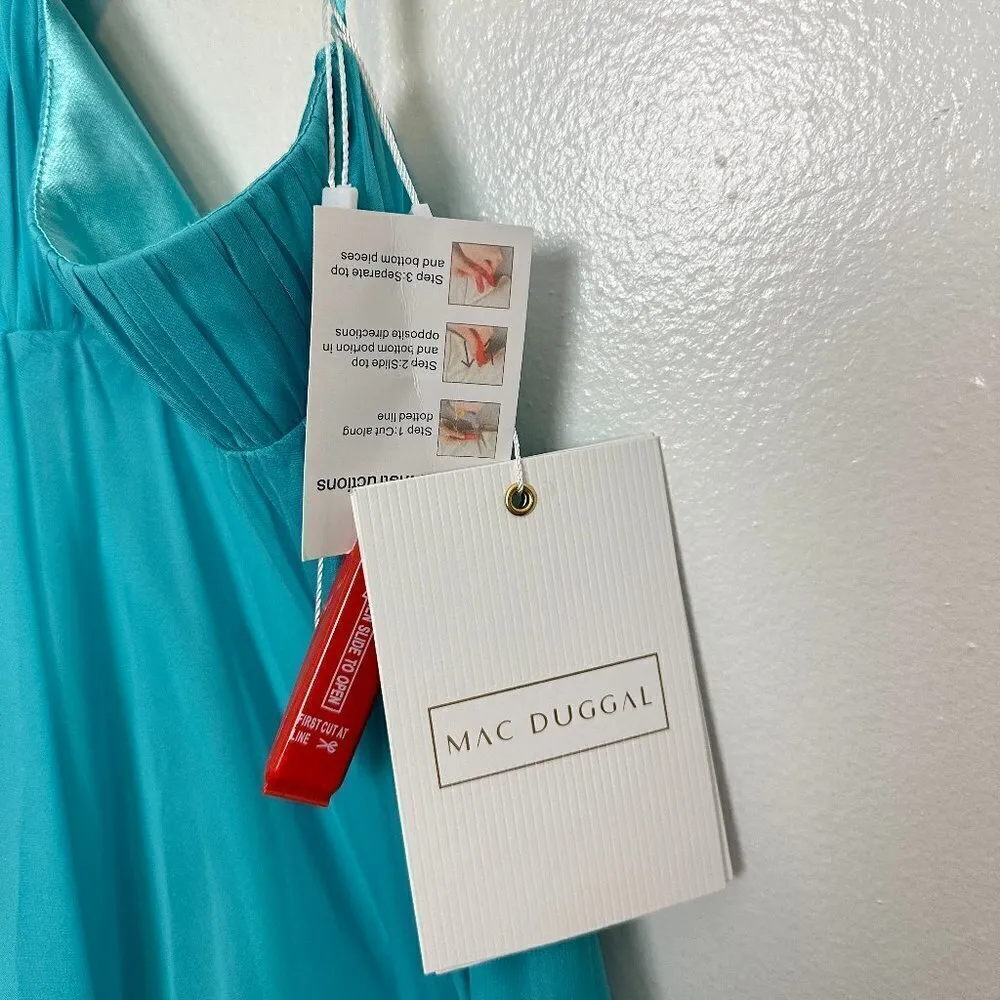 Instructions
Step 1:Cut along
dotted line
Step 2:Slide top
and bottom portion in
opposite directions
Step 3:Separate top
and bottom pieces
SLIDE TO OPEN
FIRST CUT AT
LINE
MAC DUGGAL